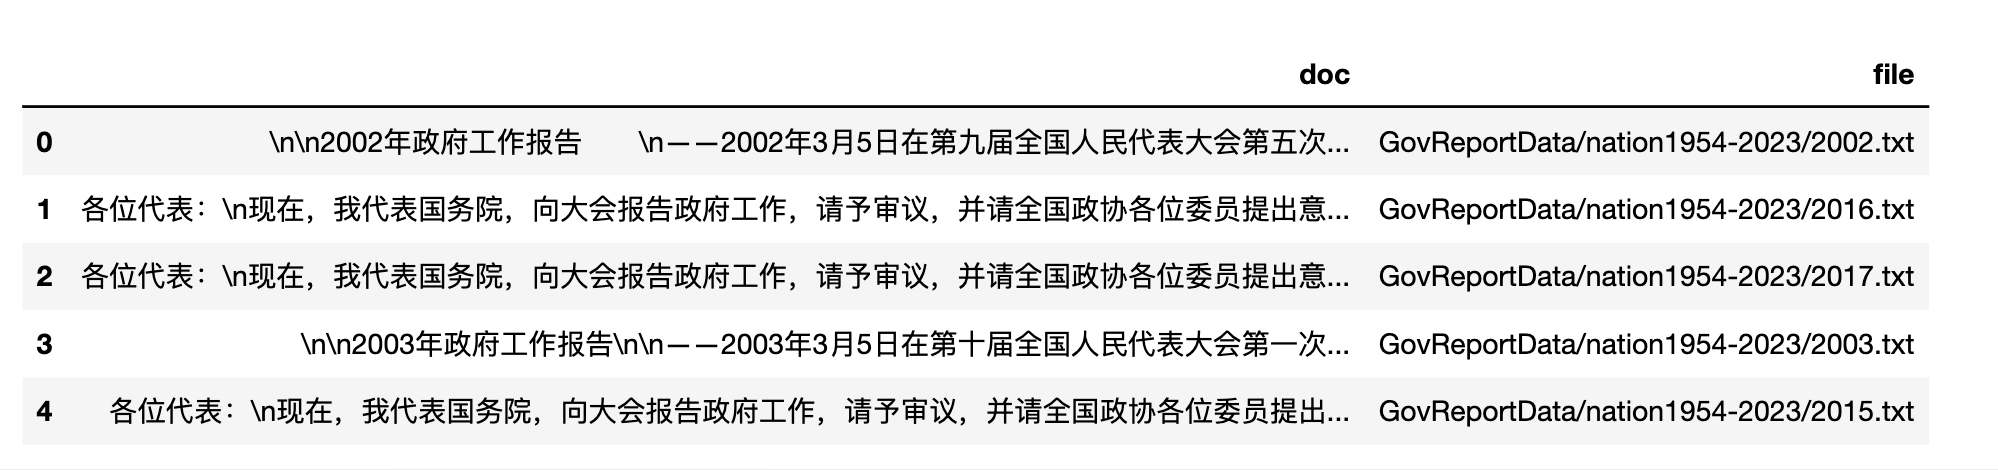 doc file
0 \n\n2002年政府工作报告 \n——2002年3月5日在第九届全国人民代表大会第五次... GovReportData/nation1954-2023/2002.txt
1 各位代表：\n现在，我代表国务院，向大会报告政府工作，请予审议，并请全国政协各位委员提出意... GovReportData/nation1954-2023/2016.txt
2 各位代表：\n现在，我代表国务院，向大会报告政府工作，请予审议，并请全国政协各位委员提出意... GovReportData/nation1954-2023/2017.txt
3 \n\n2003年政府工作报告\n\n——2003年3月5日在第十届全国人民代表大会第一次... GovReportData/nation1954-2023/2003.txt
4 各位代表：\n现在，我代表国务院，向大会报告政府工作，请予审议，并请全国政协各位委员提出... GovReportData/nation1954-2023/2015.txt